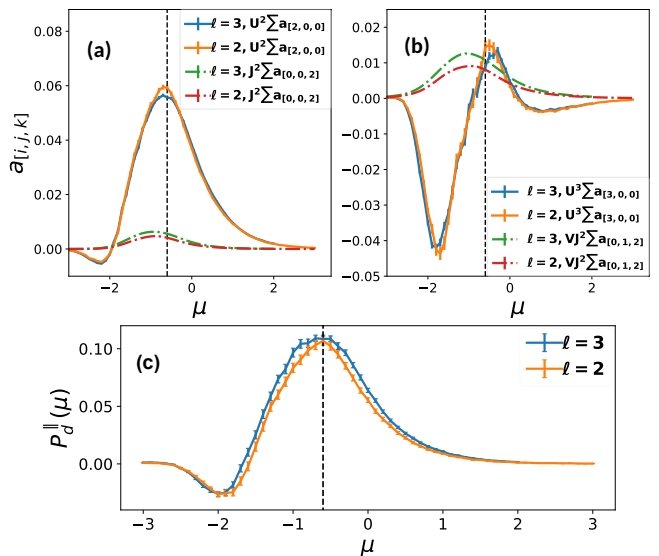 (a)
ℓ = 3, U²∑a[2,0,0]
ℓ = 2, U²∑a[2,0,0]
ℓ = 3, J²∑a[0,0,2]
ℓ = 2, J²∑a[0,0,2]
0.08
0.06
0.04
0.02
0.00
a[i,j,k]
−2
0
2
μ
(b)
0.02
0.01
0.00
−0.01
−0.02
−0.03
−0.04
−0.05
ℓ = 3, U³∑a[3,0,0]
ℓ = 2, U³∑a[3,0,0]
ℓ = 3, VJ²∑a[0,1,2]
ℓ = 2, VJ²∑a[0,1,2]
−2
0
2
μ
(c)
ℓ = 3
ℓ = 2
0.10
0.05
0.00
P_d^∥(μ)
−3
−2
−1
0
1
2
3
μ